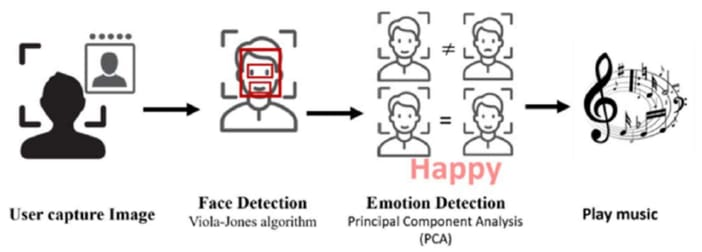 ≠
=
Happy
User capture Image
Face Detection
Viola-Jones algorithm
Emotion Detection
Principal Component Analysis
(PCA)
Play music